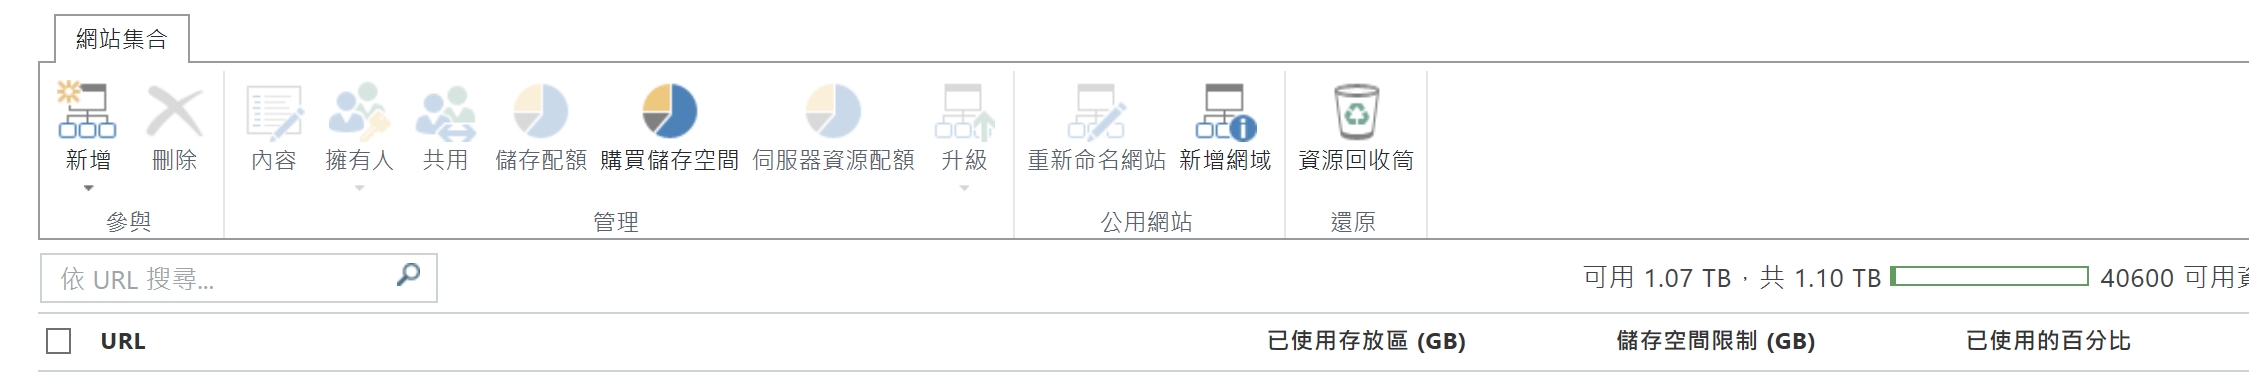 網站集合
新增 刪除 內容 擁有人 共用 儲存配額 購買儲存空間 伺服器資源配額 升級 重新命名網站 新增網域 資源回收筒
參與 管理 公用網站 還原
依 URL 搜尋... 可用 1.07 TB，共 1.10 TB 40600 可用
URL 已使用存放區 (GB) 儲存空間限制 (GB) 已使用的百分比